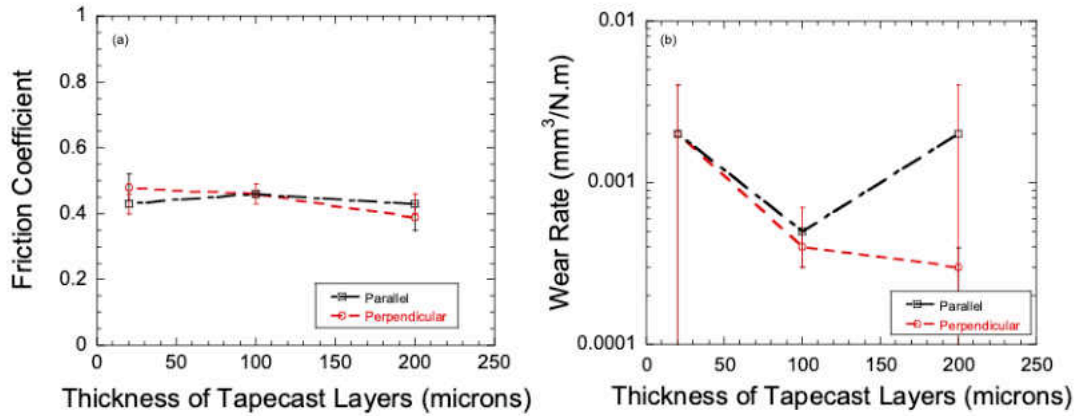 (a)
Friction Coefficient
1
0.8
0.6
0.4
0.2
0
0 50 100 150 200 250
Thickness of Tapecast Layers (microns)
Parallel
Perpendicular
(b)
Wear Rate (mm³/N.m)
0.01
0.001
0.0001
0 50 100 150 200 250
Thickness of Tapecast Layers (microns)
Parallel
Perpendicular